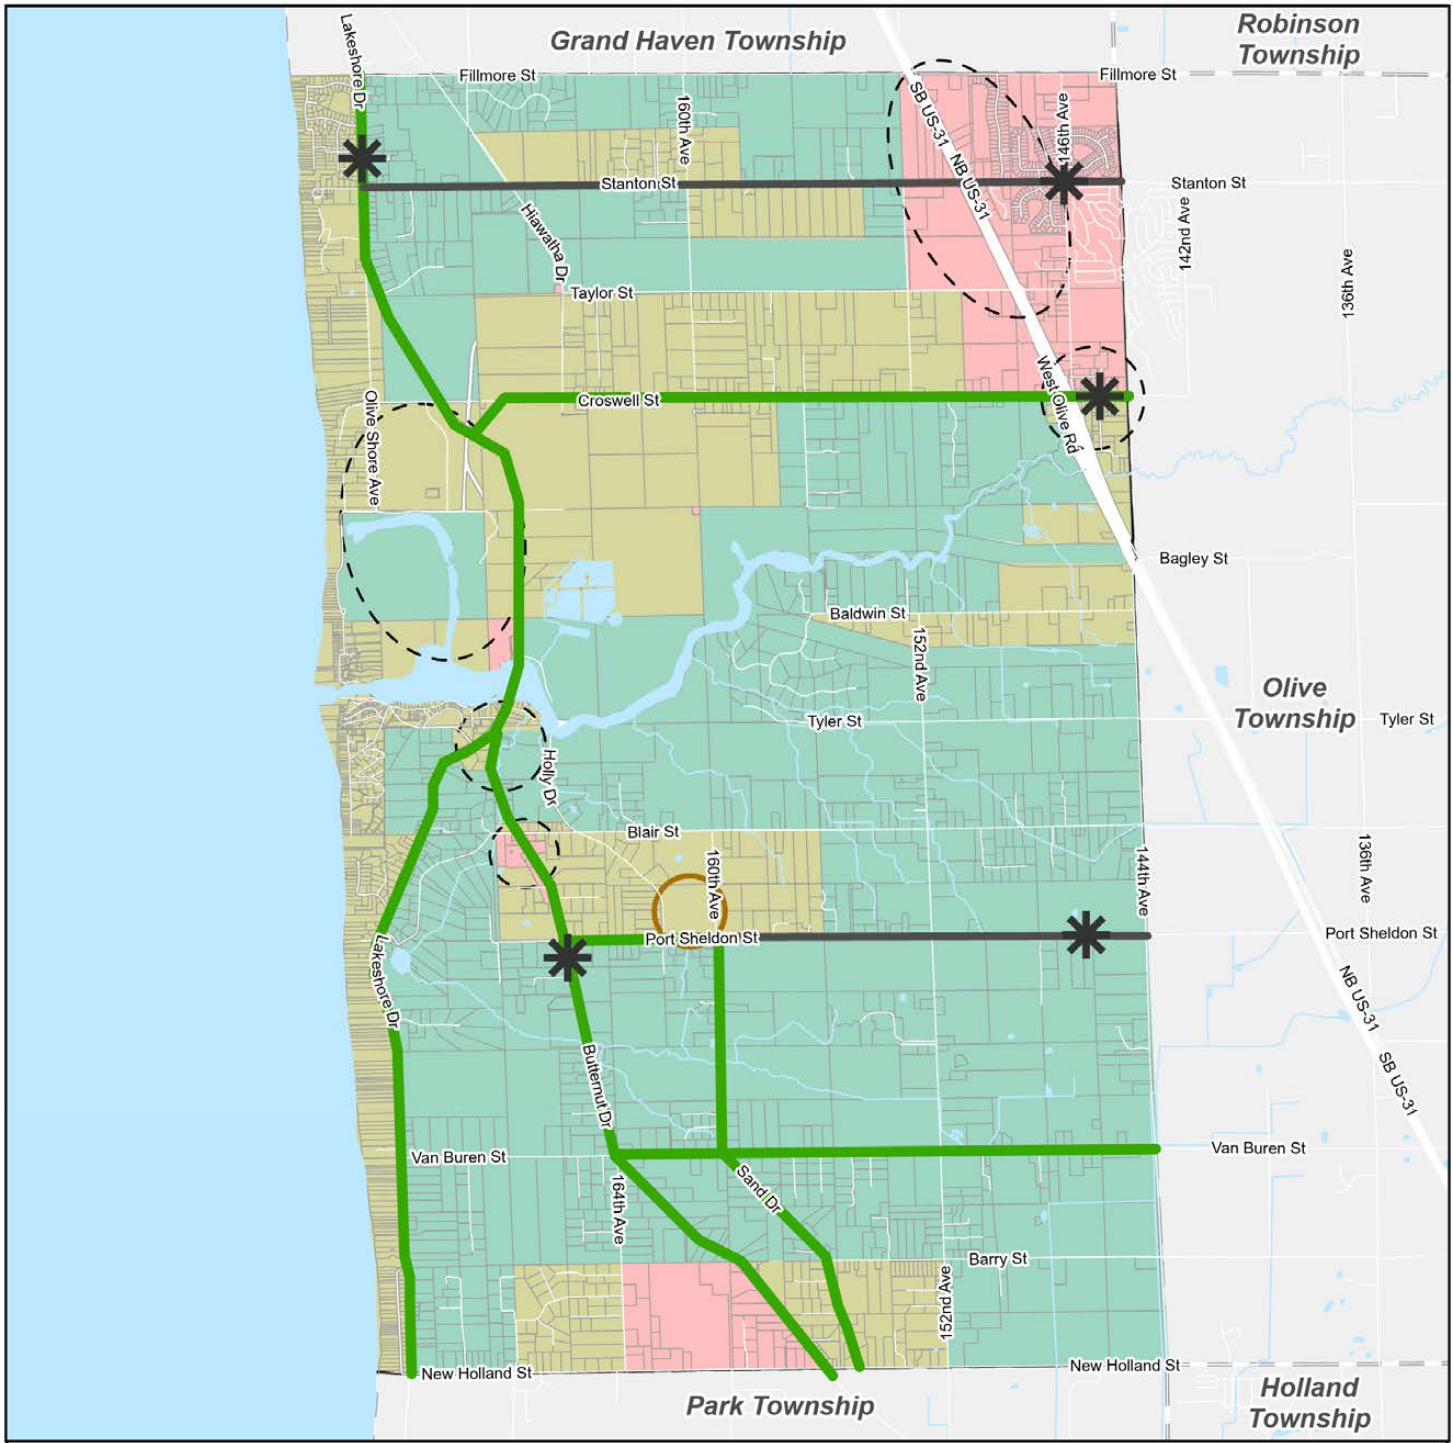 Grand Haven Township
Robinson
Township
Lakeshore Dr
Fillmore St
Fillmore St
160th Ave
SB US-31
NB US-31
146th Ave
Stanton St
Stanton St
Hiawatha Dr
142nd Ave
136th Ave
Taylor St
West Olive Rd
Croswell St
Olive Shore Ave
Bagley St
Baldwin St
152nd Ave
Olive
Township
Tyler St
Tyler St
Holly Dr
Blair St
160th Ave
144th Ave
136th Ave
Port Sheldon St
Port Sheldon St
Lakeshore Dr
NB US-31
SB US-31
Butternut Dr
Van Buren St
Van Buren St
164th Ave
Sand Dr
Barry St
152nd Ave
New Holland St
New Holland St
Park Township
Holland
Township